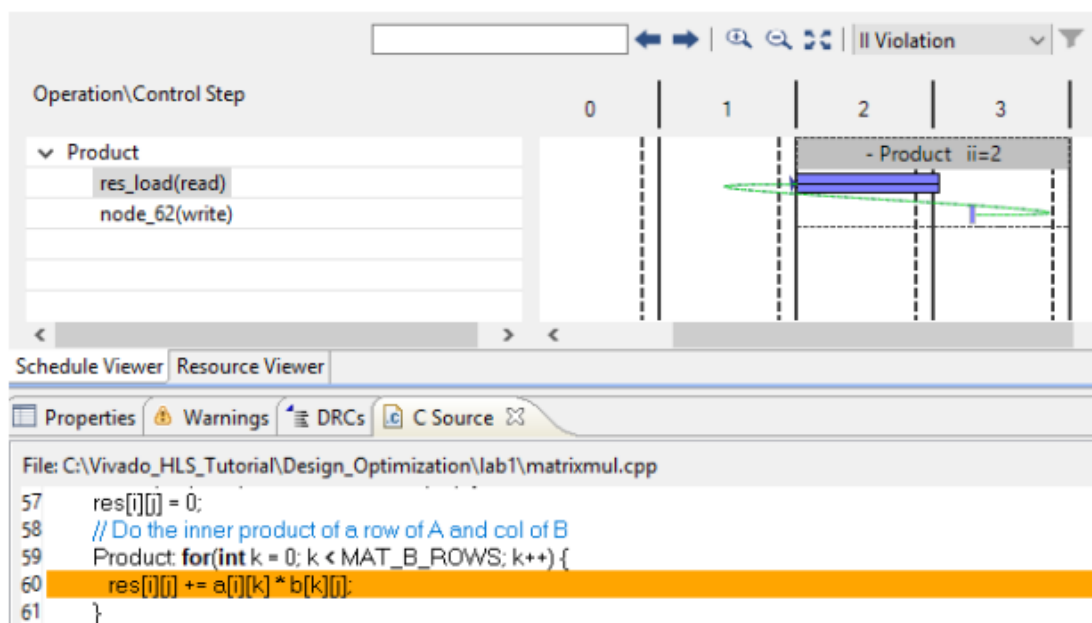 II Violation
Operation\Control Step
0 1 2 3
Product
- Product ii=2
res_load(read)
node_62(write)
Schedule Viewer Resource Viewer
Properties Warnings DRCs C Source
File: C:\Vivado_HLS_Tutorial\Design_Optimization\lab1\matrixmul.cpp
57 res[i][j] = 0;
58 // Do the inner product of a row of A and col of B
59 Product: for(int k = 0; k < MAT_B_ROWS; k++) {
60 res[i][j] += a[i][k] * b[k][j];
61 }